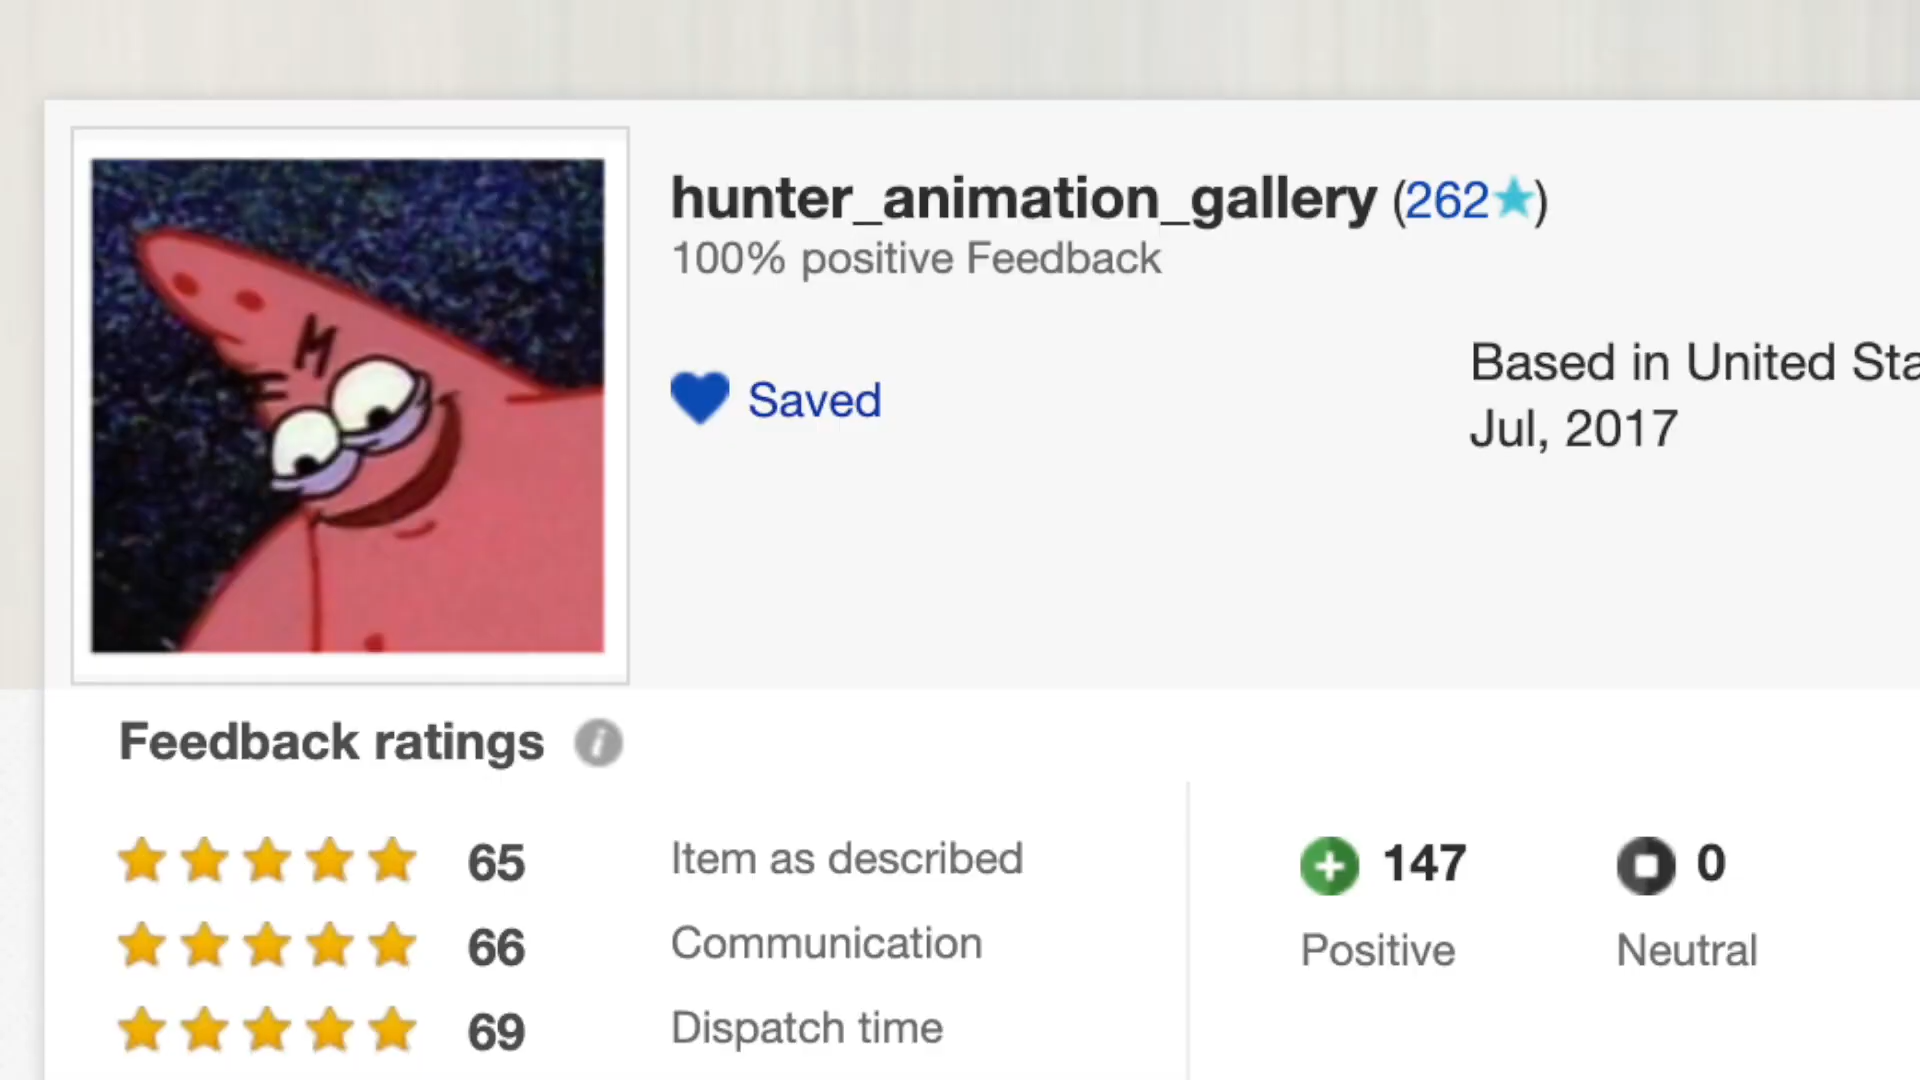 hunter_animation_gallery (262★)
100% positive Feedback
Saved
Based in United Sta
Jul, 2017
Feedback ratings
65 Item as described
66 Communication
69 Dispatch time
147
Positive
0
Neutral